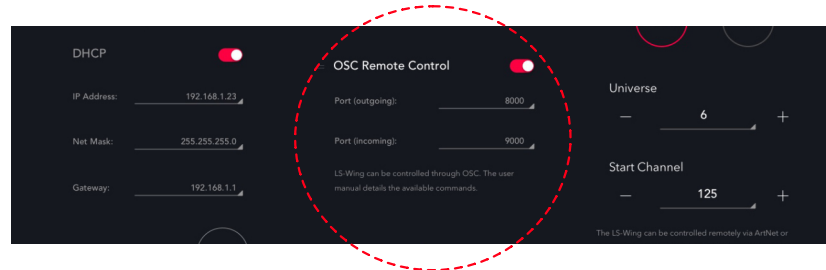 DHCP
IP Address: 192.168.1.23
Net Mask: 255.255.255.0
Gateway: 192.168.1.1
OSC Remote Control
Port (outgoing): 8000
Port (incoming): 9000
LS-Wing can be controlled through OSC. The user
manual details the available commands.
Universe
— 6 +
Start Channel
— 125 +
The LS-Wing can be controlled remotely via ArtNet or